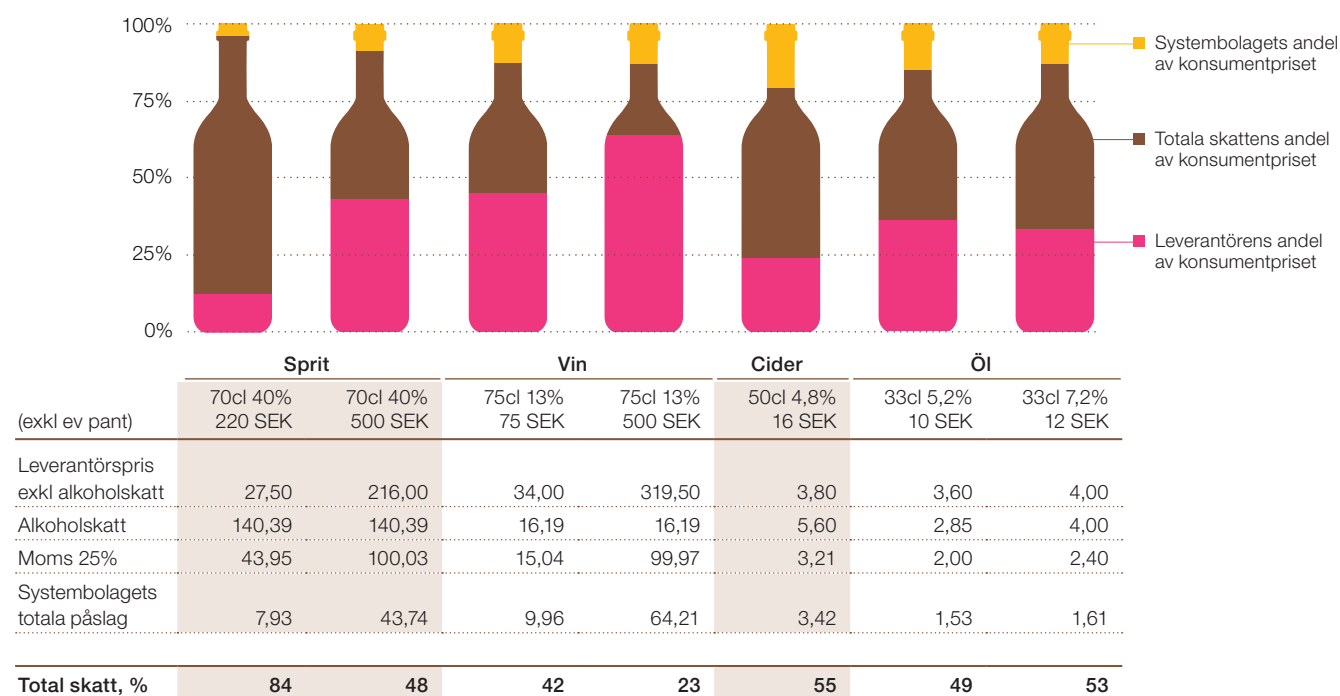 100%
75%
50%
25%
0%
Systembolagets andel
av konsumentpriset
Totala skattens andel
av konsumentpriset
Leverantörens andel
av konsumentpriset
Sprit Vin Cider Öl
70cl 40% 70cl 40% 75cl 13% 75cl 13% 50cl 4,8% 33cl 5,2% 33cl 7,2%
(exkl ev pant) 220 SEK 500 SEK 75 SEK 500 SEK 16 SEK 10 SEK 12 SEK
Leverantörspris
exkl alkoholskatt 27,50 216,00 34,00 319,50 3,80 3,60 4,00
Alkoholskatt 140,39 140,39 16,19 16,19 5,60 2,85 4,00
Moms 25% 43,95 100,03 15,04 99,97 3,21 2,00 2,40
Systembolagets
totala påslag 7,93 43,74 9,96 64,21 3,42 1,53 1,61
Total skatt, % 84 48 42 23 55 49 53